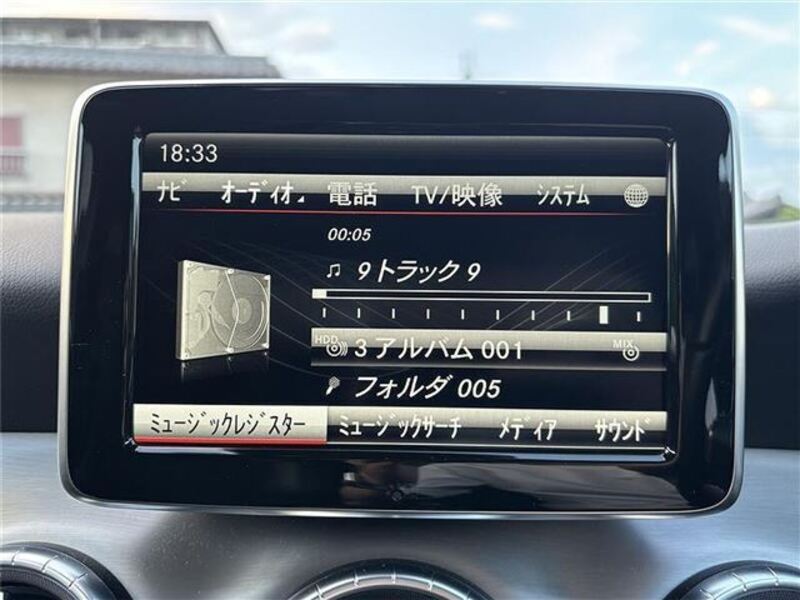 18:33
ナビ オーディオ 電話 TV/映像 システム
00:05
9 トラック 9
HDD 3 アルバム 001 MIX
フォルダ 005
ミュージックレジスター ミュージックサーチ メディア サウンド